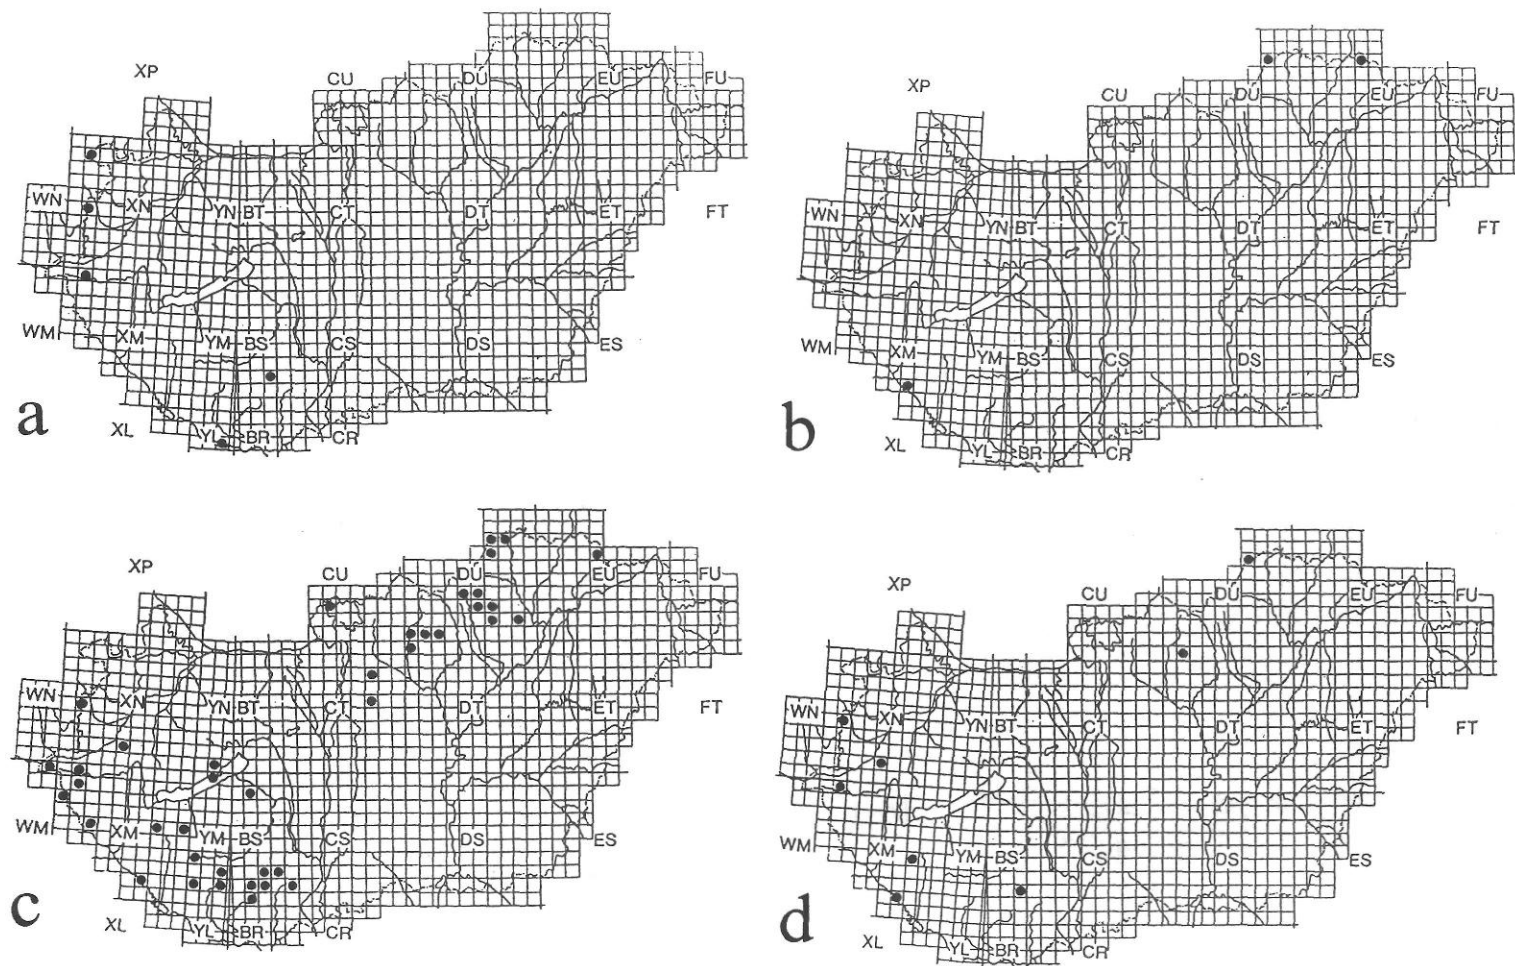 XP CU DU EU FU
WN XN YN BT CT DT ET FT
WM XM YM BS CS DS ES
a XL YL BR CR
XP CU DU EU FU
WN XN YN BT CT DT ET FT
WM XM YM BS CS DS ES
b XL YL BR CR
XP CU DU EU FU
WN XN YN BT CT DT ET FT
WM XM YM BS CS DS ES
c XL YL BR CR
XP CU DU EU FU
WN XN YN BT CT DT ET FT
WM XM YM BS CS DS ES
d XL YL BR CR